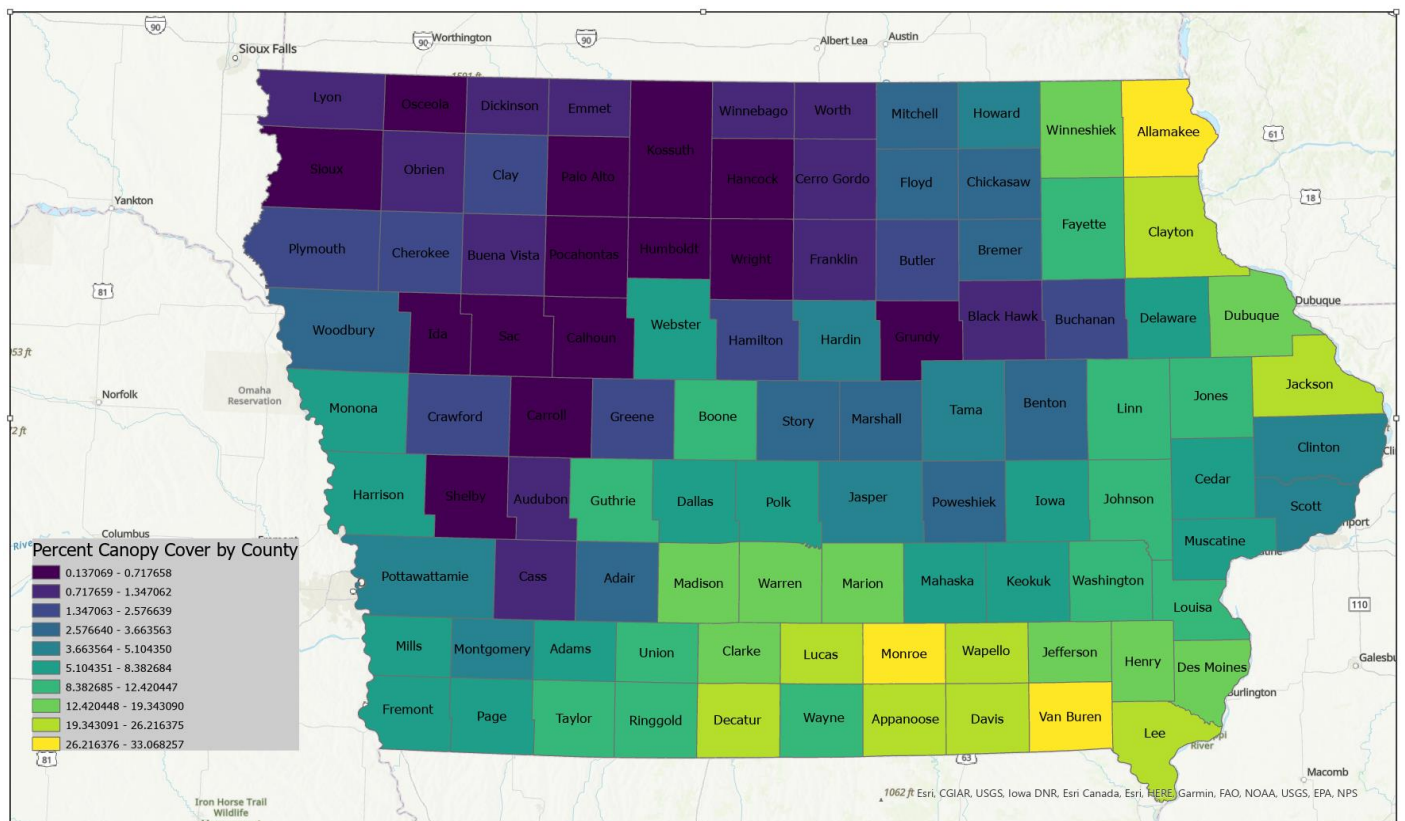 90
90
90
Sioux Falls
Worthington
Albert Lea
Austin
1591 ft
Lyon
Osceola
Dickinson
Emmet
Kossuth
Winnebago
Worth
Mitchell
Howard
Winneshiek
Allamakee
61
Sioux
Obrien
Clay
Palo Alto
Hancock
Cerro Gordo
Floyd
Chickasaw
Yankton
18
Fayette
Clayton
Plymouth
Cherokee
Buena Vista
Pocahontas
Humboldt
Wright
Franklin
Butler
Bremer
81
Woodbury
Ida
Sac
Calhoun
Webster
Hamilton
Hardin
Grundy
Black Hawk
Buchanan
Delaware
Dubuque
Dubuque
Norfolk
Omaha
Reservation
Monona
Crawford
Carroll
Greene
Boone
Story
Marshall
Tama
Benton
Linn
Jones
Jackson
Clinton
Harrison
Shelby
Audubon
Guthrie
Dallas
Polk
Jasper
Poweshiek
Iowa
Johnson
Cedar
Scott
Muscatine
Columbus
Percent Canopy Cover by County
0.137069 - 0.717658
0.717659 - 1.347062
1.347063 - 2.576639
2.576640 - 3.663563
3.663564 - 5.104350
5.104351 - 8.382684
8.382685 - 12.420447
12.420448 - 19.343090
19.343091 - 26.216375
26.216376 - 33.068257
Pottawattamie
Cass
Adair
Madison
Warren
Marion
Mahaska
Keokuk
Washington
Louisa
110
Mills
Montgomery
Adams
Union
Clarke
Lucas
Monroe
Wapello
Jefferson
Henry
Des Moines
Fremont
Page
Taylor
Ringgold
Decatur
Wayne
Appanoose
Davis
Van Buren
Lee
81
63
River
Macomb
Iron Horse Trail
Wildlife
1062 ft
Esri, CGIAR, USGS, Iowa DNR, Esri Canada, Esri, HERE, Garmin, FAO, NOAA, USGS, EPA, NPS